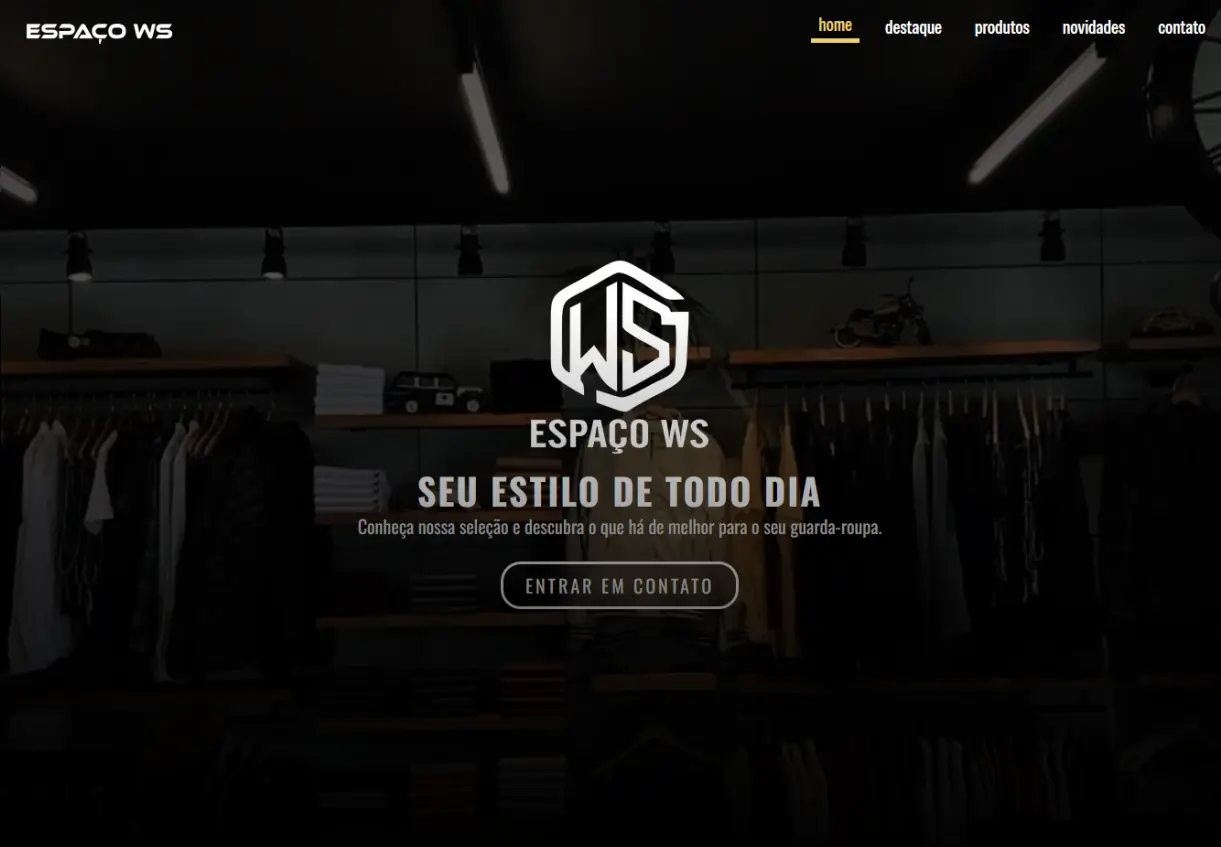 ESPAÇO WS
home
destaque
produtos
novidades
contato
WS
ESPAÇO WS
SEU ESTILO DE TODO DIA
Conheça nossa seleção e descubra o que há de melhor para o seu guarda-roupa.
ENTRAR EM CONTATO